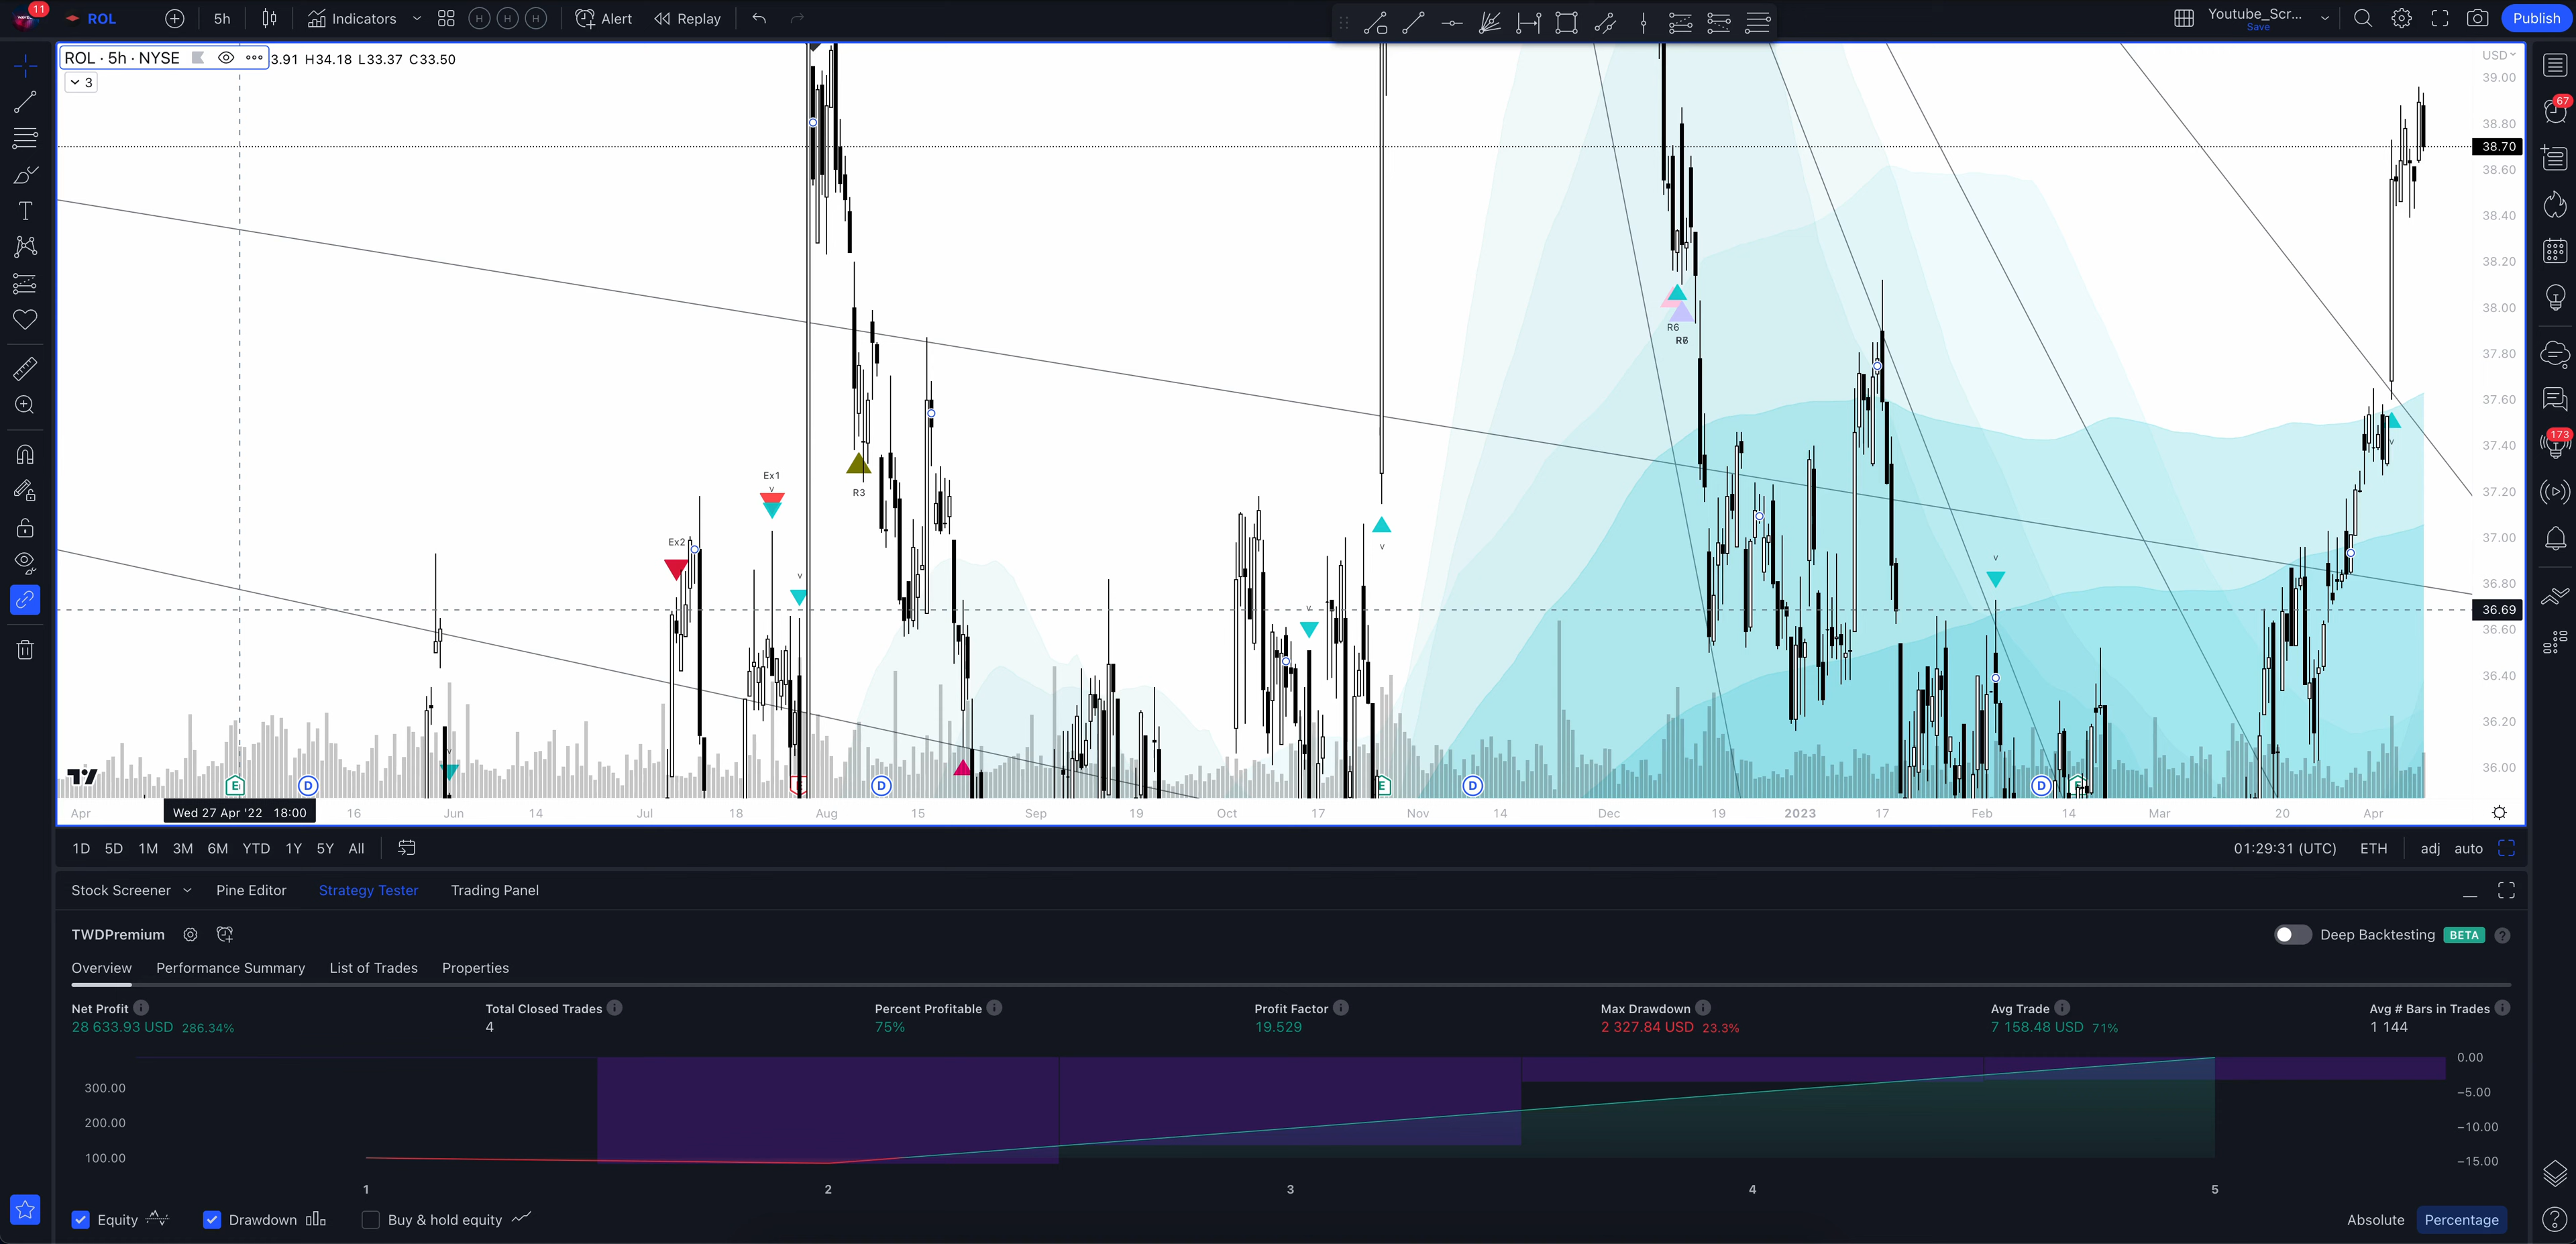 11
ROL
5h
Indicators
H
H
H
Alert
Replay
Youtube_Scr...
Save
Publish
ROL · 5h · NYSE
3.91 H34.18 L33.37 C33.50
3
USD
39.00
38.80
38.70
38.60
38.40
38.20
38.00
37.80
37.60
37.40
37.20
37.00
36.80
36.69
36.60
36.40
36.20
36.00
67
173
Ex2
Ex1
v
v
R3
v
v
v
R6
v
v
E
D
D
E
D
D
E
Apr
Wed 27 Apr '22 18:00
16
Jun
14
Jul
18
Aug
15
Sep
19
Oct
17
Nov
14
Dec
19
2023
17
Feb
14
Mar
20
Apr
1D
5D
1M
3M
6M
YTD
1Y
5Y
All
01:29:31 (UTC)
ETH
adj
auto
Stock Screener
Pine Editor
Strategy Tester
Trading Panel
TWDPremium
Deep Backtesting
BETA
?
Overview
Performance Summary
List of Trades
Properties
Net Profit
28 633.93 USD 286.34%
Total Closed Trades
4
Percent Profitable
75%
Profit Factor
19.529
Max Drawdown
2 327.84 USD 23.3%
Avg Trade
7 158.48 USD 71%
Avg # Bars in Trades
1 144
300.00
200.00
100.00
0.00
−5.00
−10.00
−15.00
1
2
3
4
5
Equity
Drawdown
Buy & hold equity
Absolute
Percentage